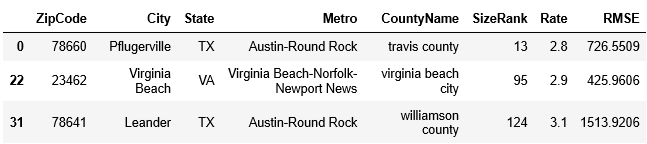 ZipCode City State Metro CountyName SizeRank Rate RMSE
0 78660 Pflugerville TX Austin-Round Rock travis county 13 2.8 726.5509
22 23462 Virginia Beach VA Virginia Beach-Norfolk-Newport News virginia beach city 95 2.9 425.9606
31 78641 Leander TX Austin-Round Rock williamson county 124 3.1 1513.9206